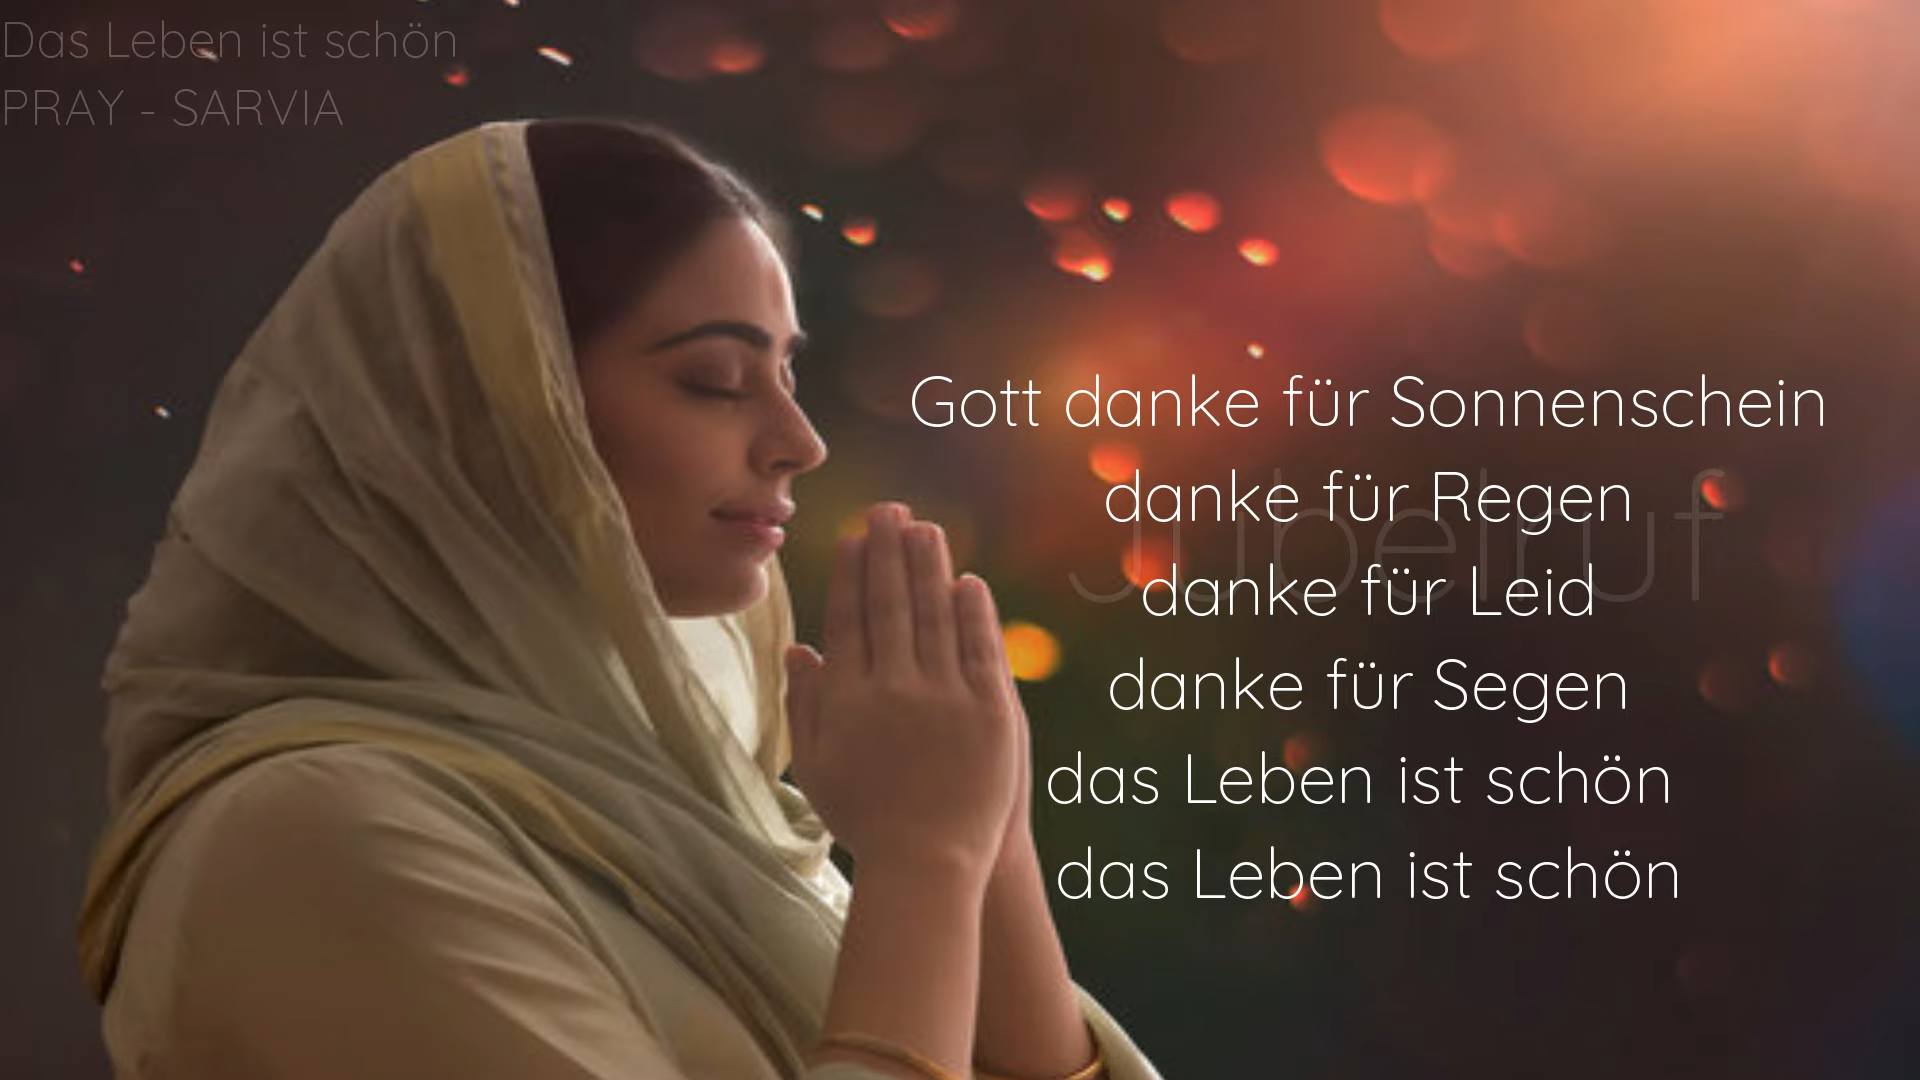 Das Leben ist schön
PRAY - SARVIA
Gott danke für Sonnenschein
danke für Regen
Jubelruf
danke für Leid
danke für Segen
das Leben ist schön
das Leben ist schön